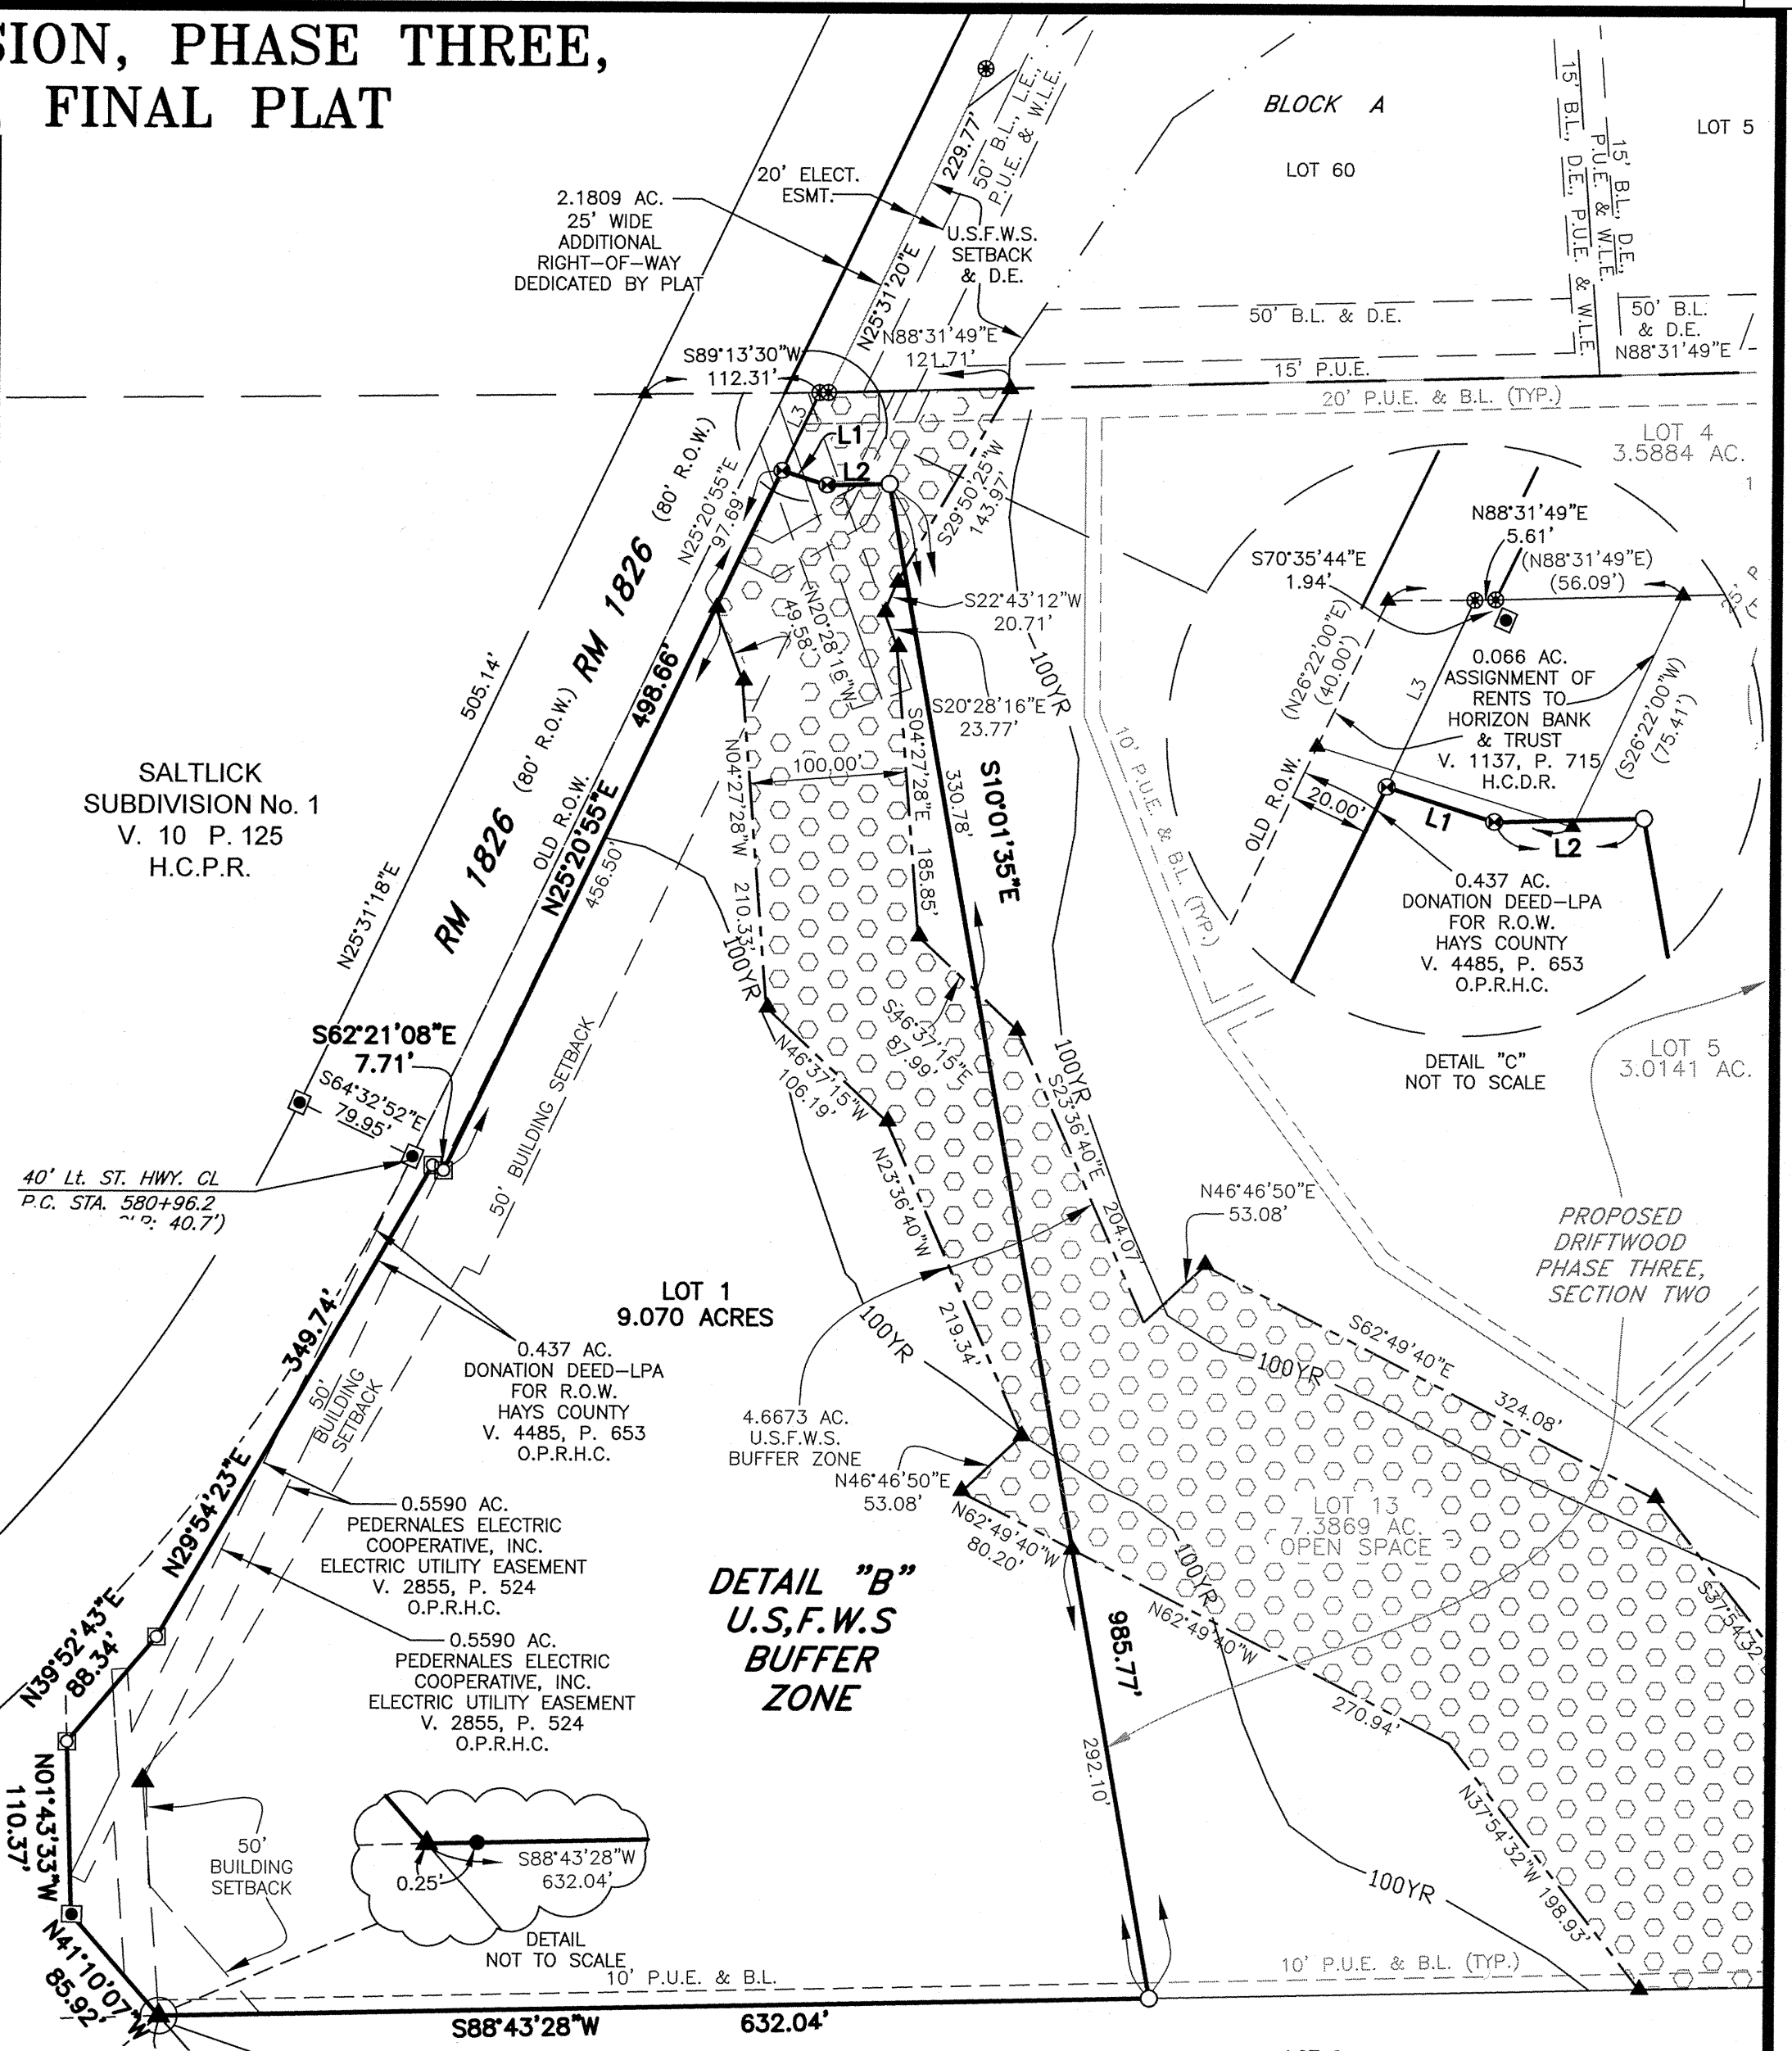 SION, PHASE THREE,
FINAL PLAT
BLOCK A
LOT 60
LOT 5
15' B.L., D.E., P.U.E. & W.L.E.
15' B.L., D.E.,
P.U.E. & W.L.E.
2.1809 AC.
25' WIDE
ADDITIONAL
RIGHT-OF-WAY
DEDICATED BY PLAT
20' ELECT.
ESMT.
229.77'
50' B.L., L.E.,
P.U.E. & W.L.E.
U.S.F.W.S.
SETBACK
& D.E.
N25°31'20"E
N88°31'49"E
121.71'
S89°13'30"W
112.31'
50' B.L. & D.E.
50' B.L.
& D.E.
N88°31'49"E
15' P.U.E.
20' P.U.E. & B.L. (TYP.)
LOT 4
3.5884 AC.
1
L3
L1
L2
N25°20'55"E
97.69'
RM 1826 (80' R.O.W.)
S29°50'25"W
143.97'
N20°28'16"W
49.58'
S22°43'12"W
20.71'
S20°28'16"E
23.77'
100YR
N88°31'49"E
5.61'
(N88°31'49"E)
(56.09')
S70°35'44"E
1.94'
(N26°22'00"E)
(40.00')
L3
0.066 AC.
ASSIGNMENT OF
RENTS TO
HORIZON BANK
& TRUST
V. 1137, P. 715
H.C.D.R.
(S26°22'00"W)
(75.41')
OLD R.O.W.
20.00'
L1
L2
0.437 AC.
DONATION DEED-LPA
FOR R.O.W.
HAYS COUNTY
V. 4485, P. 653
O.P.R.H.C.
DETAIL "C"
NOT TO SCALE
LOT 5
3.0141 AC.
10' P.U.E. & B.L. (TYP.)
SALTLICK
SUBDIVISION No. 1
V. 10 P. 125
H.C.P.R.
505.14'
N25°31'18"E
RM 1826 (80' R.O.W.)
OLD R.O.W.
498.66'
N25°20'55"E
456.50'
N04°27'28"W 210.33'
100.00'
S04°27'28"E 185.85'
330.78'
S10°01'35"E
100YR
S46°37'15"E
87.99'
N46°37'15"W
106.19'
100YR
S23°36'40"E 204.07'
N23°36'40"W 219.34'
S62°21'08"E
7.71'
S64°32'52"E
79.95'
40' Lt. ST. HWY. CL
P.C. STA. 580+96.2
40.7')
50' BUILDING SETBACK
N46°46'50"E
53.08'
PROPOSED
DRIFTWOOD
PHASE THREE,
SECTION TWO
LOT 1
9.070 ACRES
100YR
349.74'
N29°54'23"E
50'
BUILDING
SETBACK
0.437 AC.
DONATION DEED-LPA
FOR R.O.W.
HAYS COUNTY
V. 4485, P. 653
O.P.R.H.C.
4.6673 AC.
U.S.F.W.S.
BUFFER ZONE
S62°49'40"E
324.08'
100YR
N46°46'50"E
53.08'
N62°49'40"W
80.20'
LOT 13
7.3869 AC.
OPEN SPACE
0.5590 AC.
PEDERNALES ELECTRIC
COOPERATIVE, INC.
ELECTRIC UTILITY EASEMENT
V. 2855, P. 524
O.P.R.H.C.
0.5590 AC.
PEDERNALES ELECTRIC
COOPERATIVE, INC.
ELECTRIC UTILITY EASEMENT
V. 2855, P. 524
O.P.R.H.C.
DETAIL "B"
U.S,F.W.S
BUFFER
ZONE
100YR
N62°49'40"W
270.94'
985.77'
292.10'
S37°54'32
N37°54'32"W 198.93'
100YR
N39°52'43"E
88.34'
N01°43'33"W
110.37'
N41°10'07"W
85.92'
50'
BUILDING
SETBACK
0.25'
S88°43'28"W
632.04'
DETAIL
NOT TO SCALE
10' P.U.E. & B.L.
10' P.U.E. & B.L. (TYP.)
S88°43'28"W 632.04'